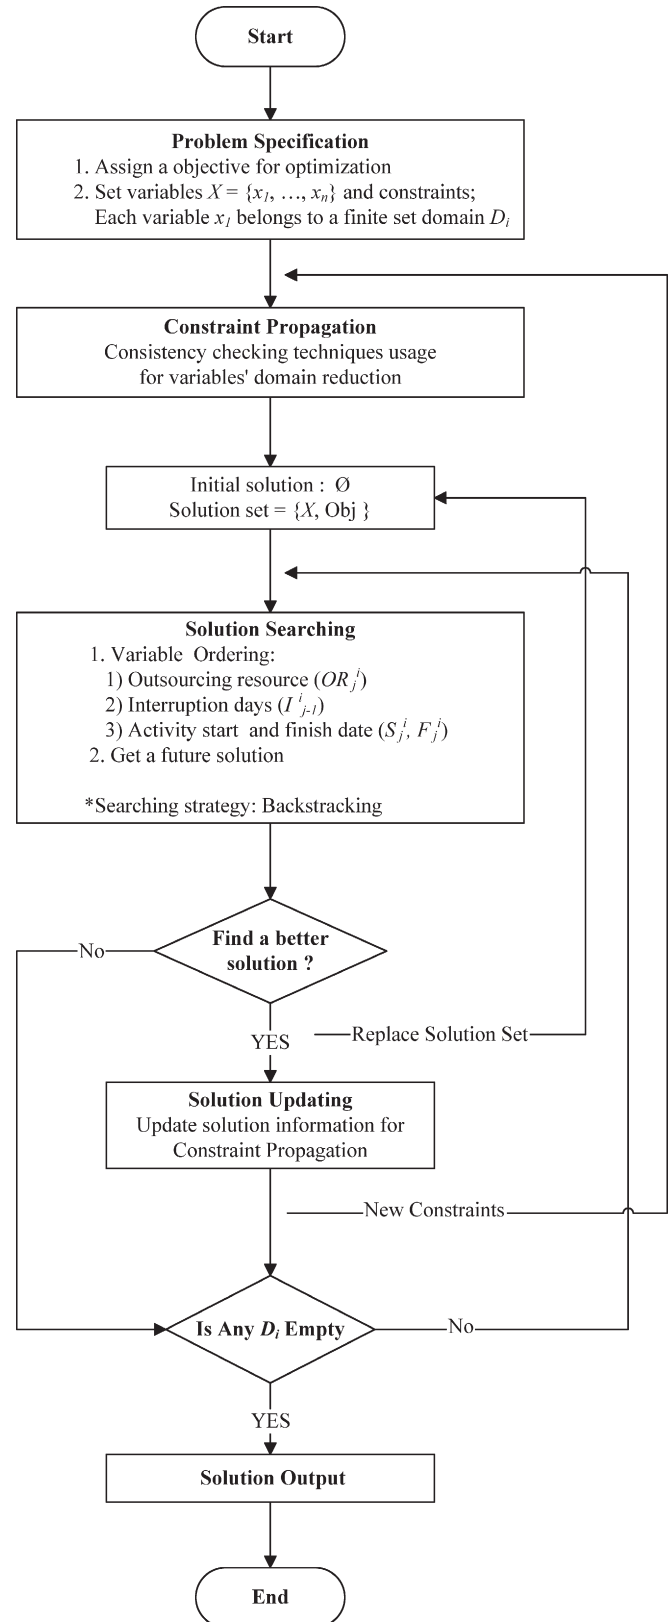 Start
Problem Specification
1. Assign a objective for optimization
2. Set variables X = {x1, …, xn} and constraints;
Each variable x1 belongs to a finite set domain Di
Constraint Propagation
Consistency checking techniques usage
for variables' domain reduction
Initial solution : Ø
Solution set = {X, Obj }
Solution Searching
1. Variable Ordering:
1) Outsourcing resource (ORj^i)
2) Interruption days (I^i j-1)
3) Activity start and finish date (Sj^i, Fj^i)
2. Get a future solution
*Searching strategy: Backstracking
Find a better
solution ?
No
YES
Replace Solution Set
Solution Updating
Update solution information for
Constraint Propagation
New Constraints
Is Any Di Empty
No
YES
Solution Output
End